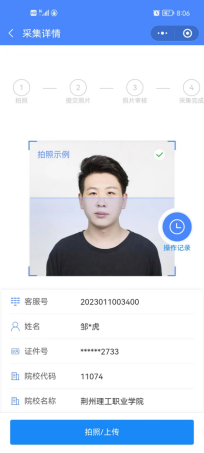 8:06
采集详情
1
2
3
4
拍照
提交照片
照片审核
采集完成
拍照示例
操作记录
客服号 2023011003400
姓名 邹*虎
证件号 ******2733
院校代码 11074
院校名称 荆州理工职业学院
拍照/上传